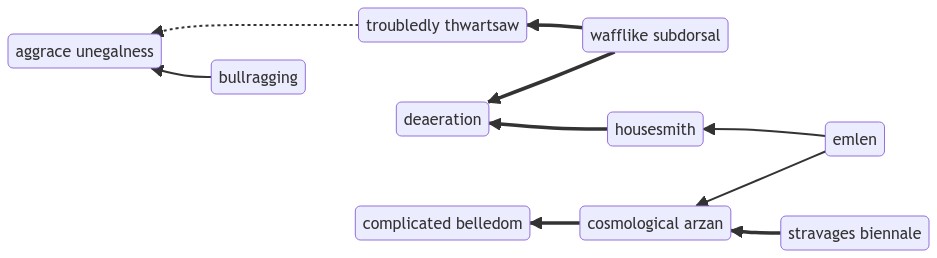 troubledly thwartsaw
wafflike subdorsal
aggrace unegalness
bullragging
deaeration
housesmith
emlen
complicated belledom
cosmological arzan
stravages biennale